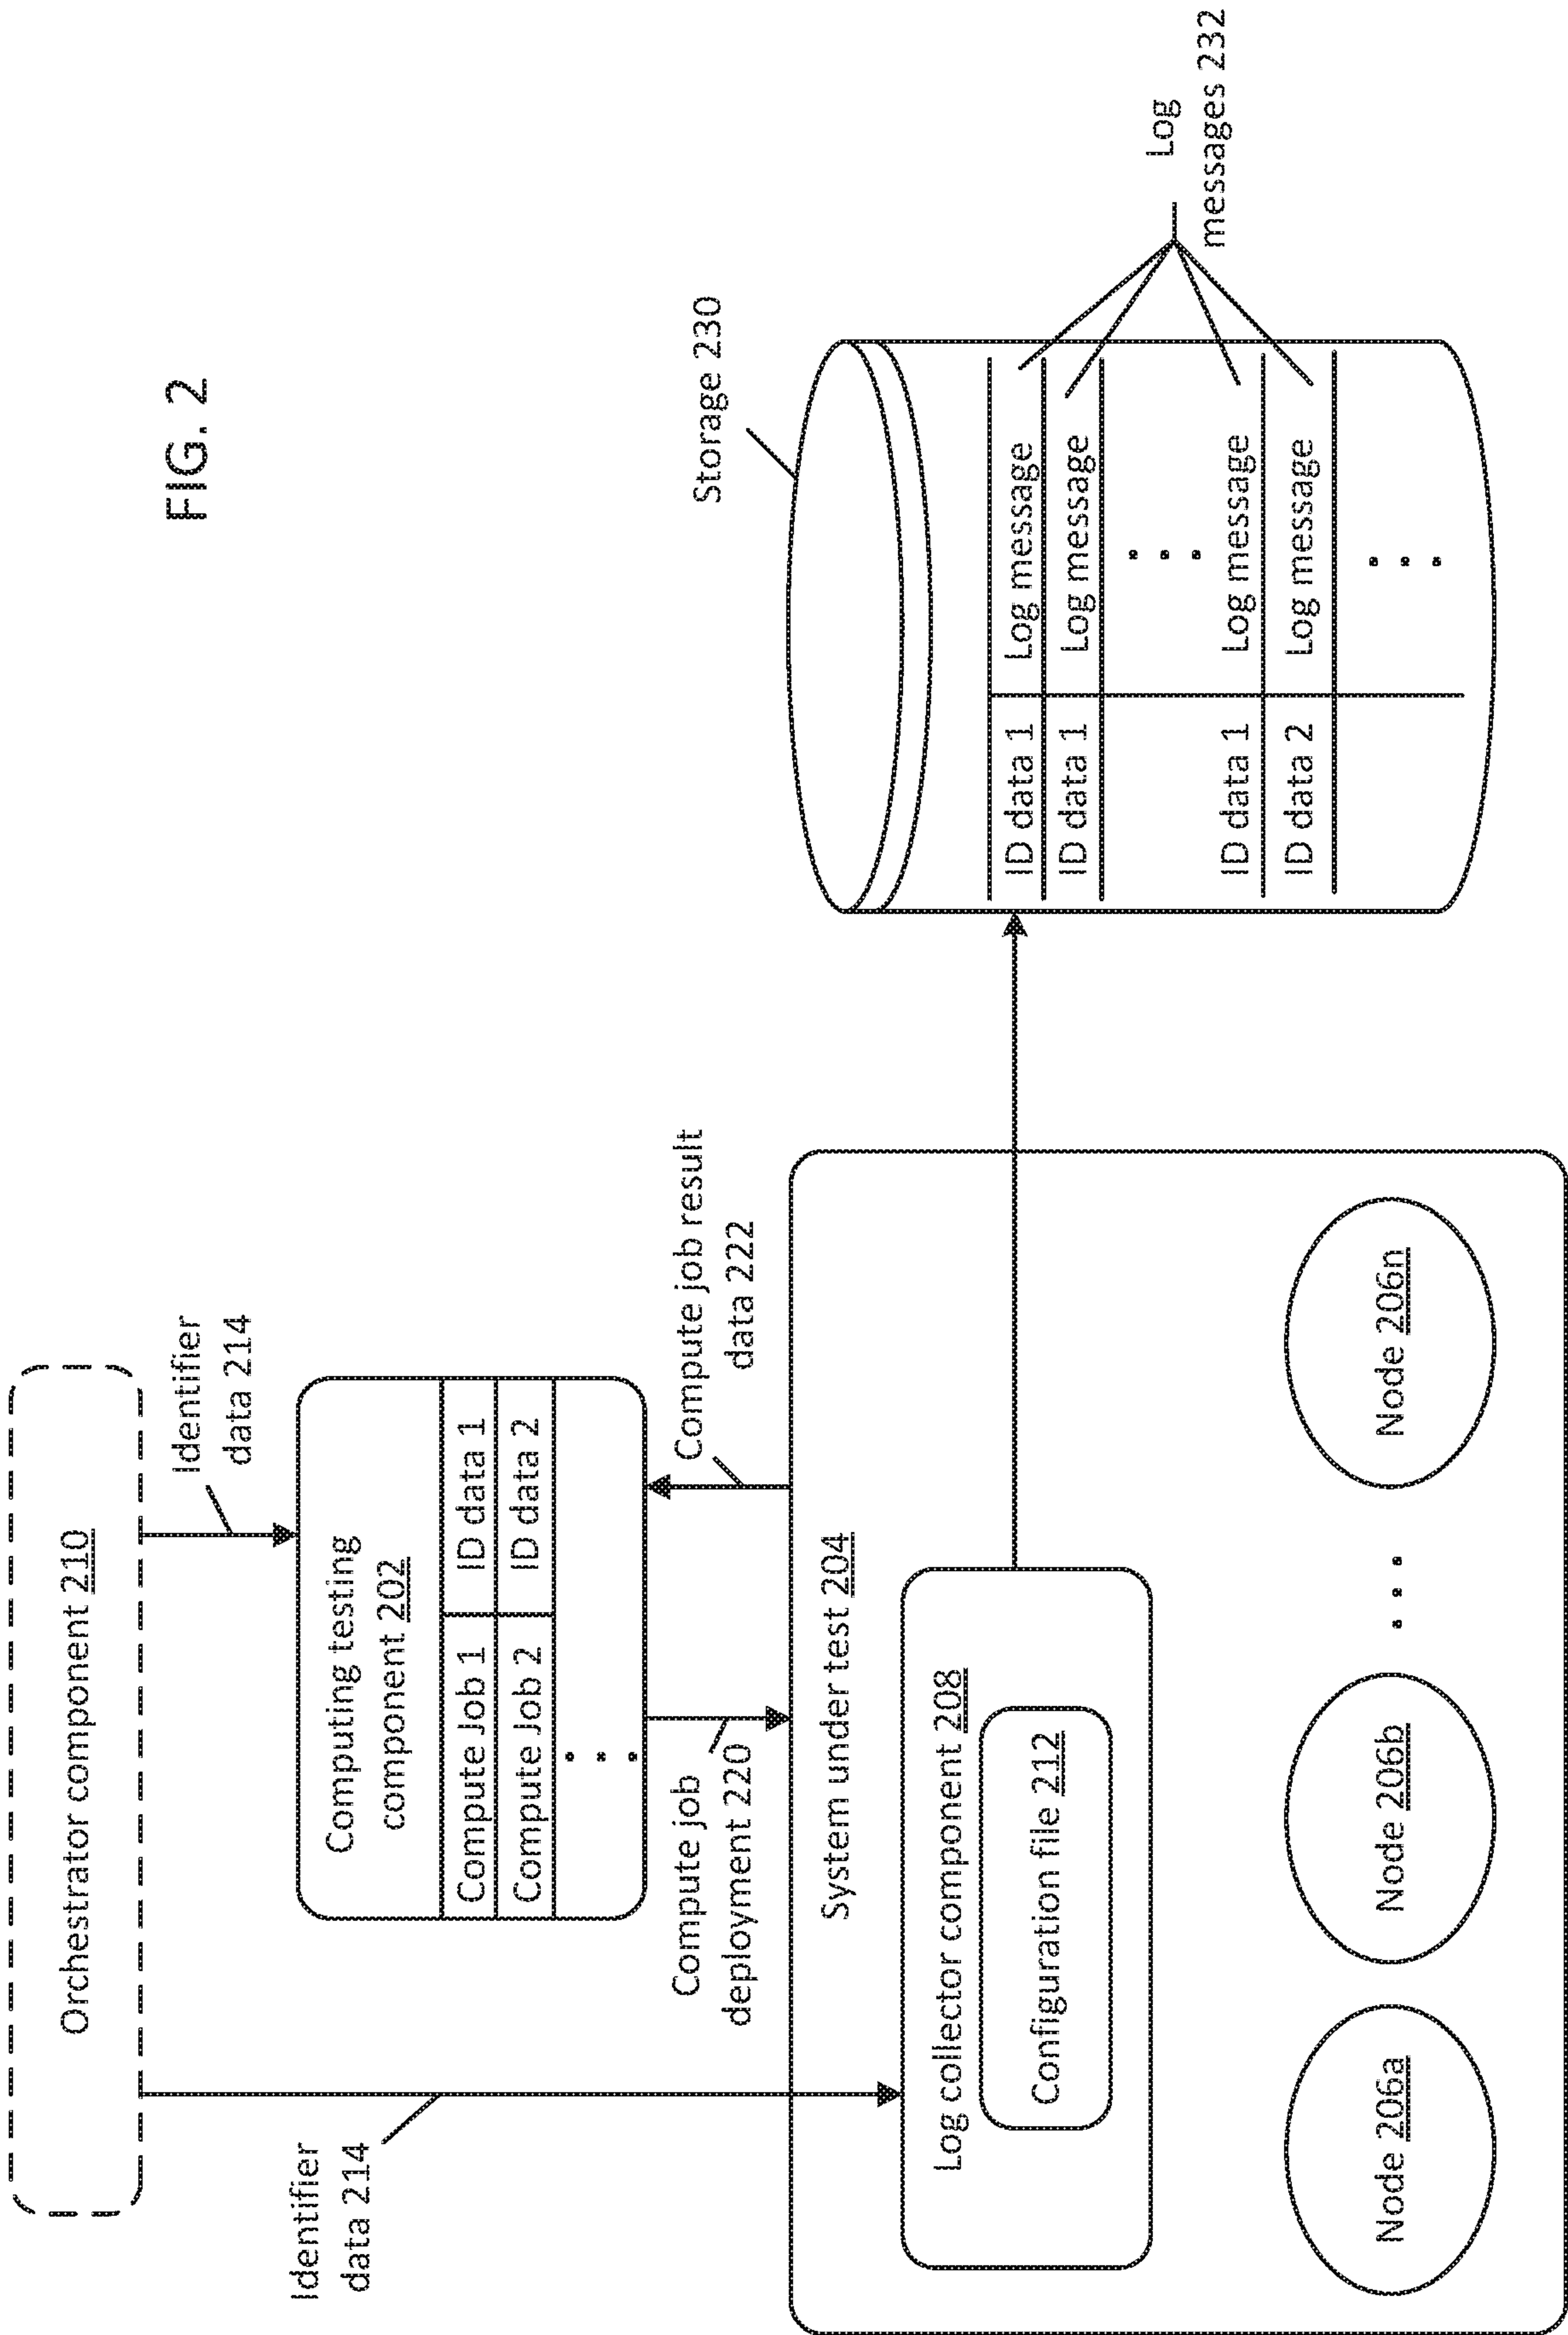 FIG. 2
Orchestrator component 210
Identifier
data 214
Identifier
data 214
Computing testing
component 202
Compute Job 1 ID data 1
Compute Job 2 ID data 2
Compute job
deployment 220
Compute job result
data 222
System under test 204
Log collector component 208
Configuration file 212
Node 206a
Node 206b
Node 206n
Storage 230
ID data 1 Log message
ID data 1 Log message
ID data 1 Log message
ID data 2 Log message
Log
messages 232